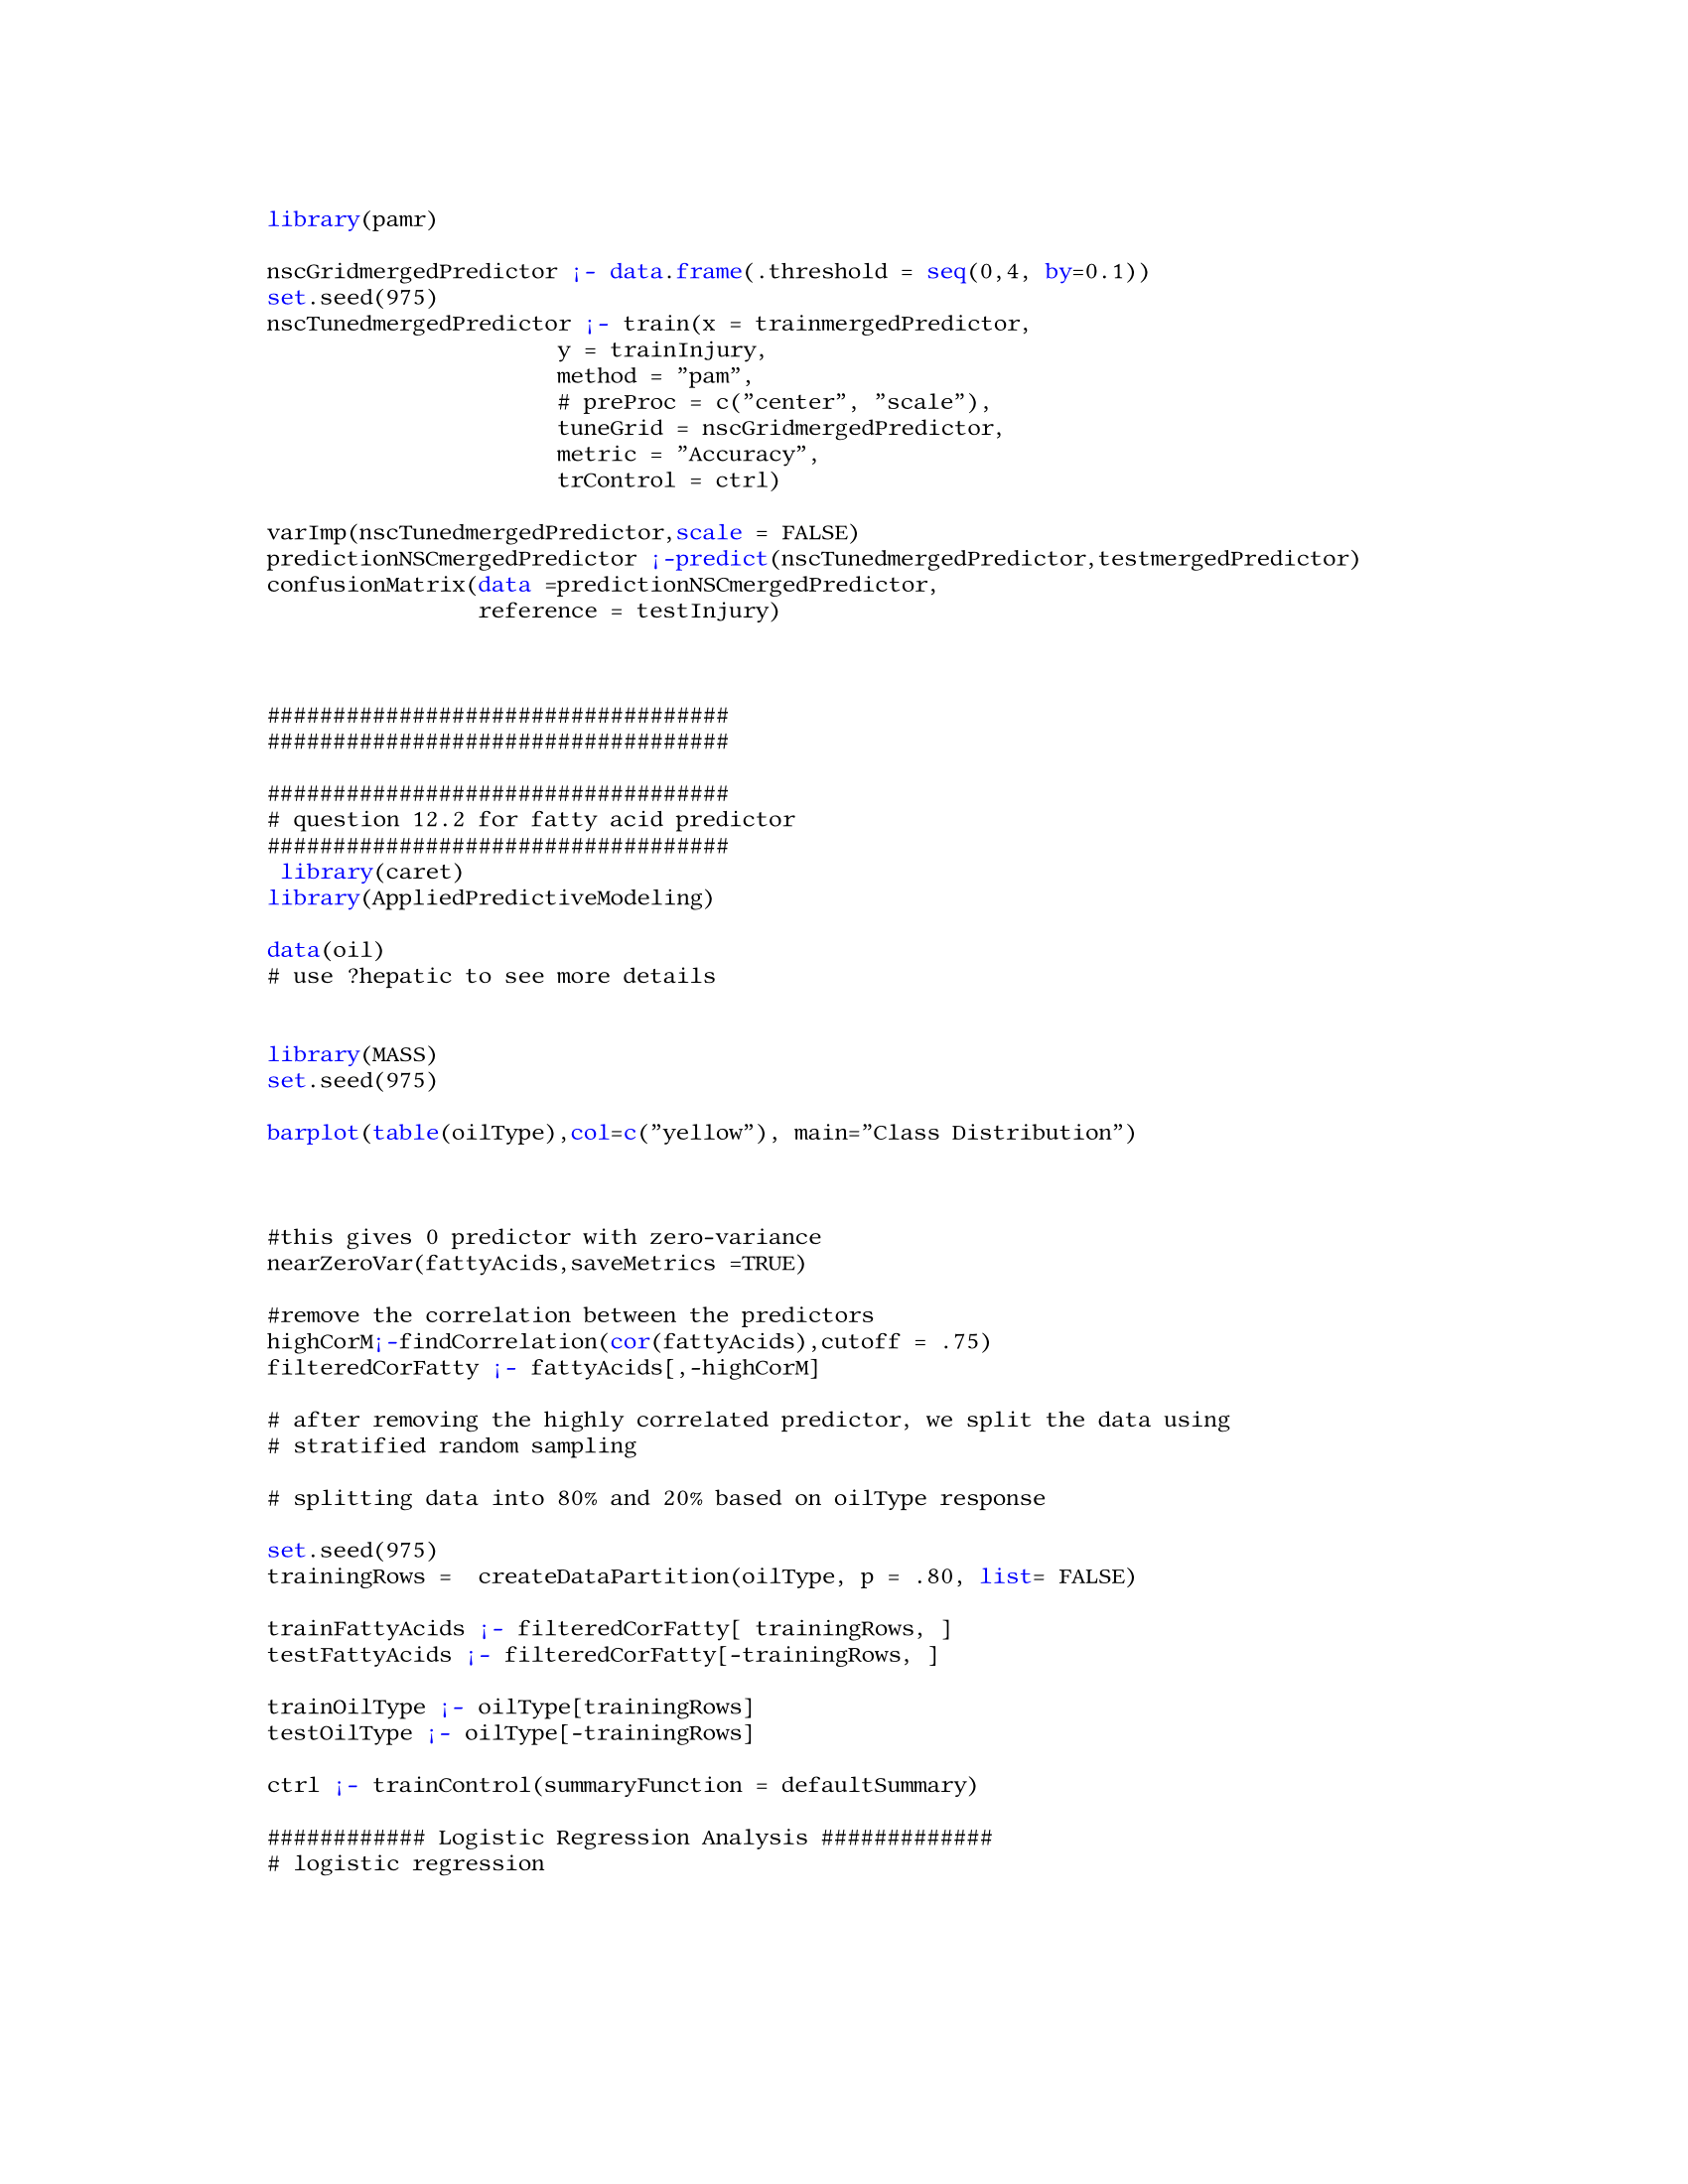 library(pamr)
nscGridmergedPredictor ¡- data.frame(.threshold = seq(0,4, by=0.1))
set.seed(975)
nscTunedmergedPredictor ¡- train(x = trainmergedPredictor,
y = trainInjury,
method = ”pam”,
# preProc = c(”center”, ”scale”),
tuneGrid = nscGridmergedPredictor,
metric = ”Accuracy”,
trControl = ctrl)
varImp(nscTunedmergedPredictor,scale = FALSE)
predictionNSCmergedPredictor ¡-predict(nscTunedmergedPredictor,testmergedPredictor)
confusionMatrix(data =predictionNSCmergedPredictor,
reference = testInjury)
###################################
###################################
###################################
# question 12.2 for fatty acid predictor
###################################
library(caret)
library(AppliedPredictiveModeling)
data(oil)
# use ?hepatic to see more details
library(MASS)
set.seed(975)
barplot(table(oilType),col=c(”yellow”), main=”Class Distribution”)
#this gives 0 predictor with zero-variance
nearZeroVar(fattyAcids,saveMetrics =TRUE)
#remove the correlation between the predictors
highCorM¡-findCorrelation(cor(fattyAcids),cutoff = .75)
filteredCorFatty ¡- fattyAcids[,-highCorM]
# after removing the highly correlated predictor, we split the data using
# stratified random sampling
# splitting data into 80% and 20% based on oilType response
set.seed(975)
trainingRows =  createDataPartition(oilType, p = .80, list= FALSE)
trainFattyAcids ¡- filteredCorFatty[ trainingRows, ]
testFattyAcids ¡- filteredCorFatty[-trainingRows, ]
trainOilType ¡- oilType[trainingRows]
testOilType ¡- oilType[-trainingRows]
ctrl ¡- trainControl(summaryFunction = defaultSummary)
############ Logistic Regression Analysis #############
# logistic regression